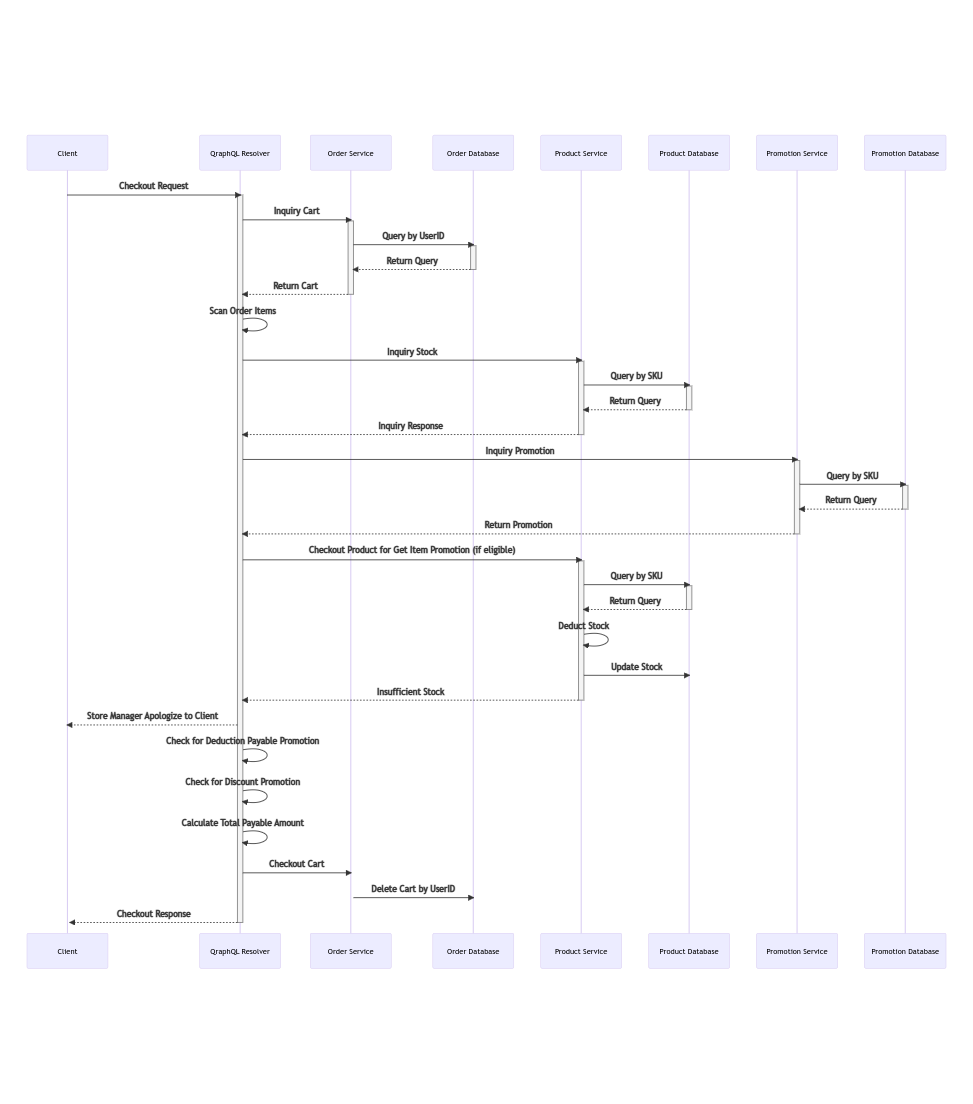 Client
QraphQL Resolver
Order Service
Order Database
Product Service
Product Database
Promotion Service
Promotion Database
Checkout Request
Inquiry Cart
Query by UserID
Return Query
Return Cart
Scan Order Items
Inquiry Stock
Query by SKU
Return Query
Inquiry Response
Inquiry Promotion
Query by SKU
Return Query
Return Promotion
Checkout Product for Get Item Promotion (if eligible)
Query by SKU
Return Query
Deduct Stock
Update Stock
Insufficient Stock
Store Manager Apologize to Client
Check for Deduction Payable Promotion
Check for Discount Promotion
Calculate Total Payable Amount
Checkout Cart
Delete Cart by UserID
Checkout Response
Client
QraphQL Resolver
Order Service
Order Database
Product Service
Product Database
Promotion Service
Promotion Database